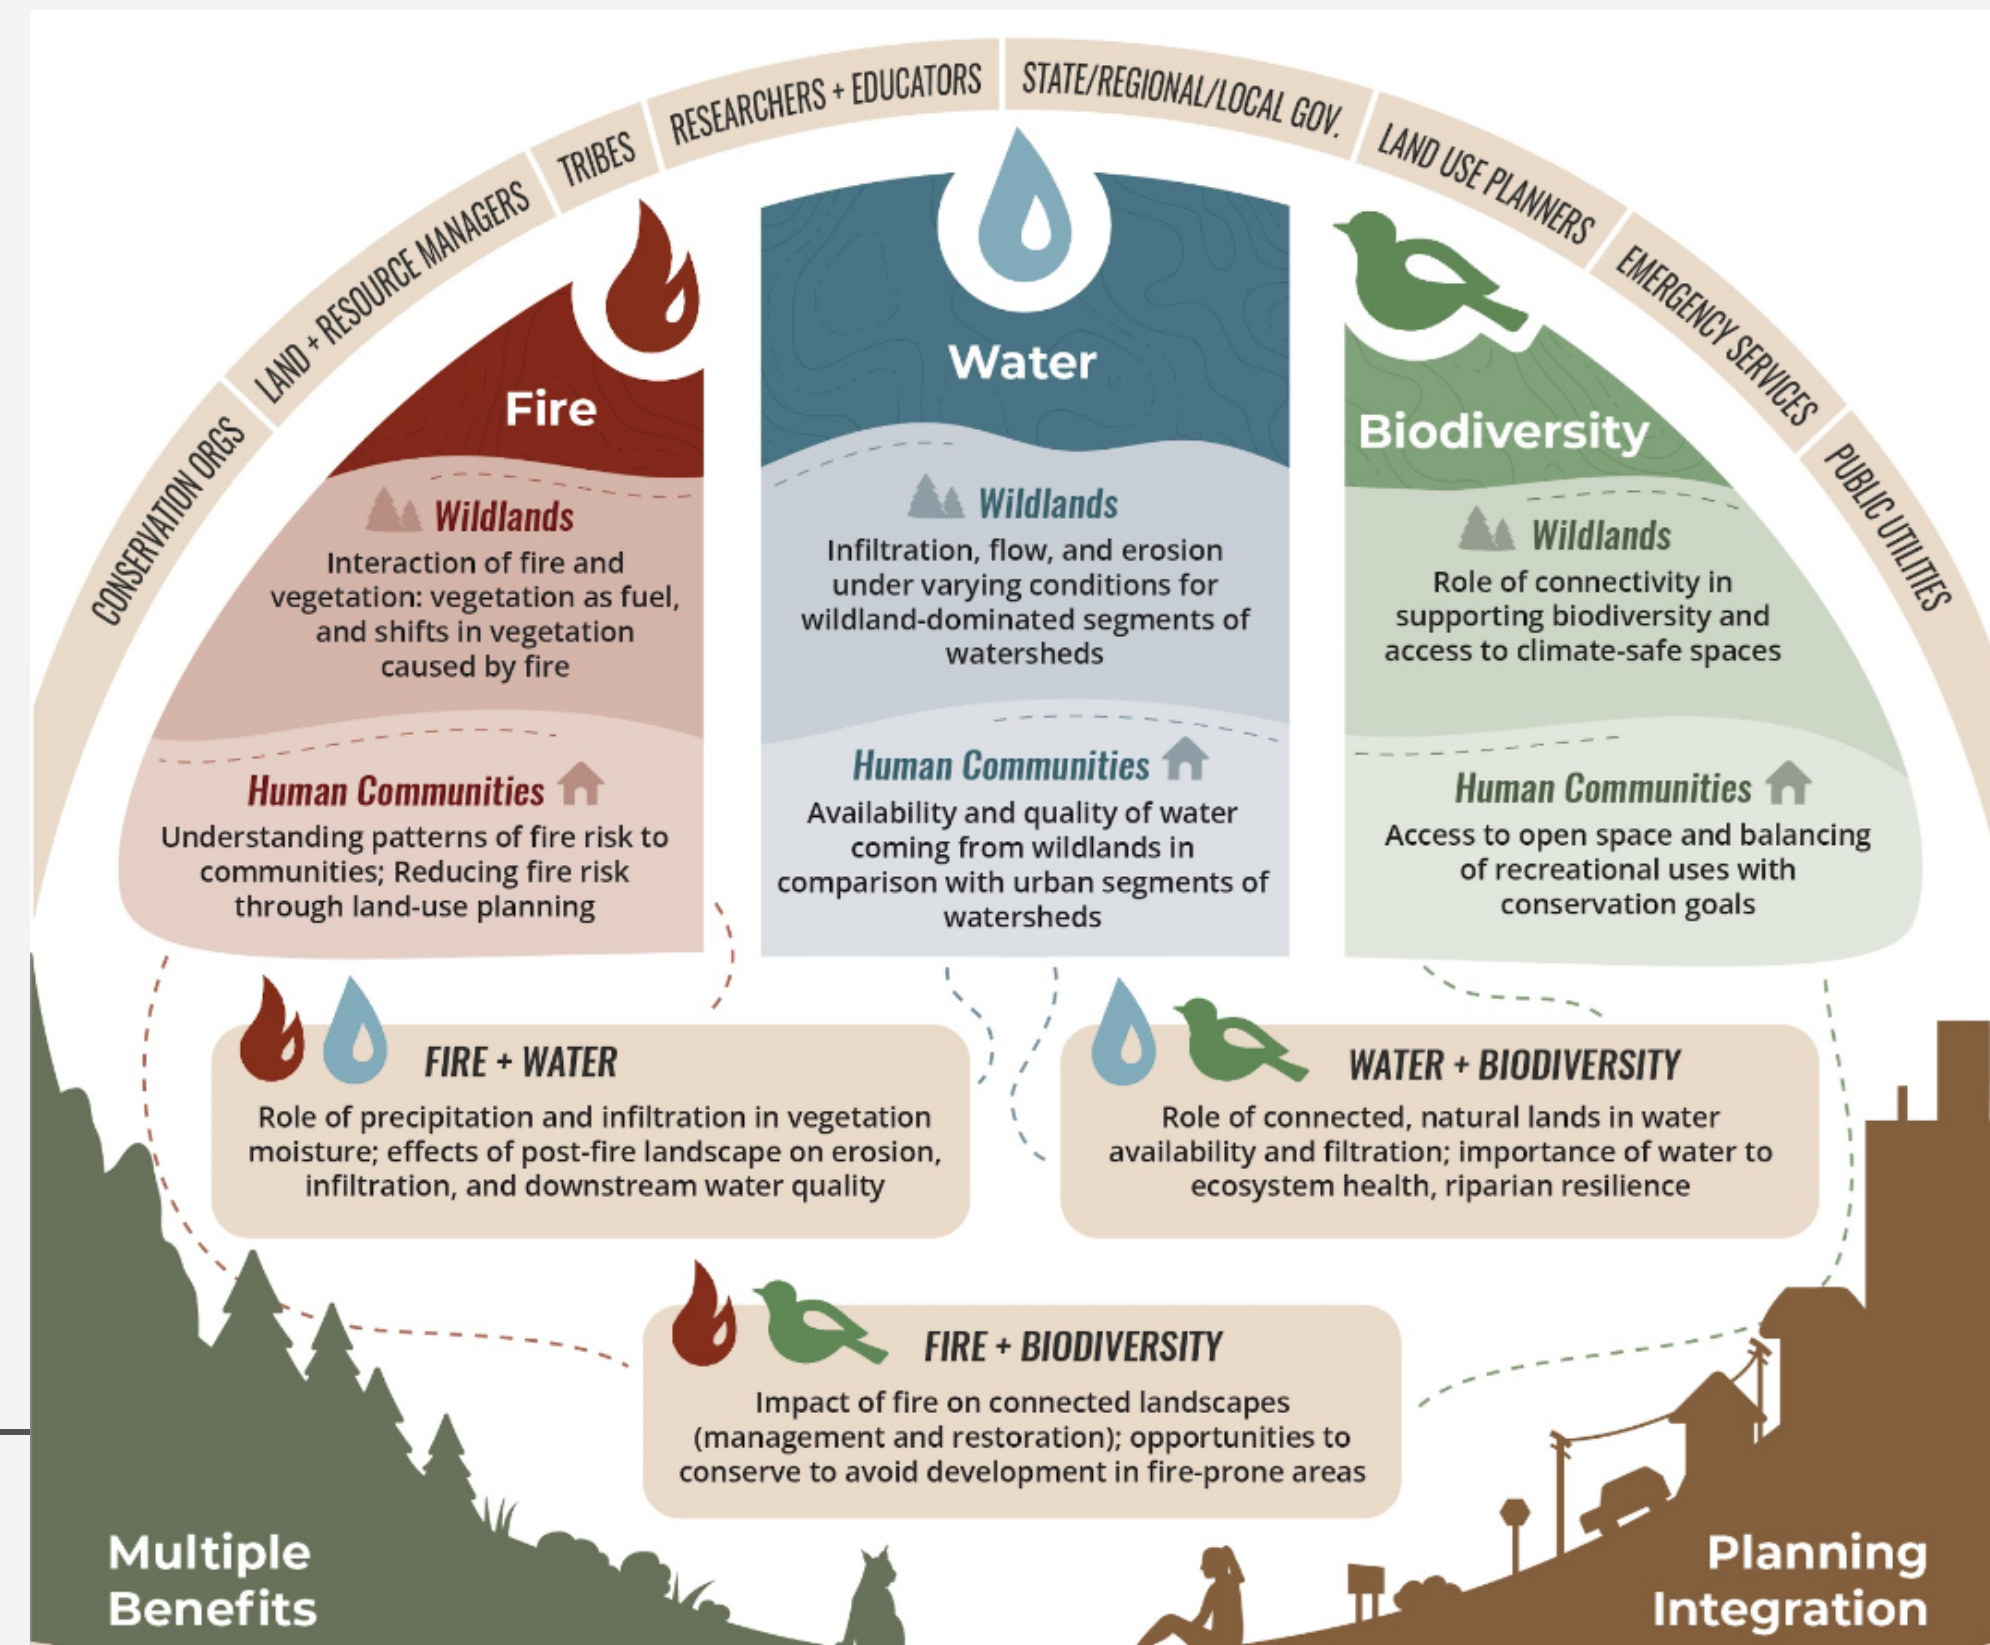 CONSERVATION ORGS
LAND + RESOURCE MANAGERS
TRIBES
RESEARCHERS + EDUCATORS
STATE/REGIONAL/LOCAL GOV.
LAND USE PLANNERS
EMERGENCY SERVICES
PUBLIC UTILITIES
Fire
Wildlands
Interaction of fire and
vegetation: vegetation as fuel,
and shifts in vegetation
caused by fire
Human Communities
Understanding patterns of fire risk to
communities; Reducing fire risk
through land-use planning
Water
Wildlands
Infiltration, flow, and erosion
under varying conditions for
wildland-dominated segments of
watersheds
Human Communities
Availability and quality of water
coming from wildlands in
comparison with urban segments of
watersheds
Biodiversity
Wildlands
Role of connectivity in
supporting biodiversity and
access to climate-safe spaces
Human Communities
Access to open space and balancing
of recreational uses with
conservation goals
FIRE + WATER
Role of precipitation and infiltration in vegetation
moisture; effects of post-fire landscape on erosion,
infiltration, and downstream water quality
WATER + BIODIVERSITY
Role of connected, natural lands in water
availability and filtration; importance of water to
ecosystem health, riparian resilience
FIRE + BIODIVERSITY
Impact of fire on connected landscapes
(management and restoration); opportunities to
conserve to avoid development in fire-prone areas
Multiple
Benefits
Planning
Integration